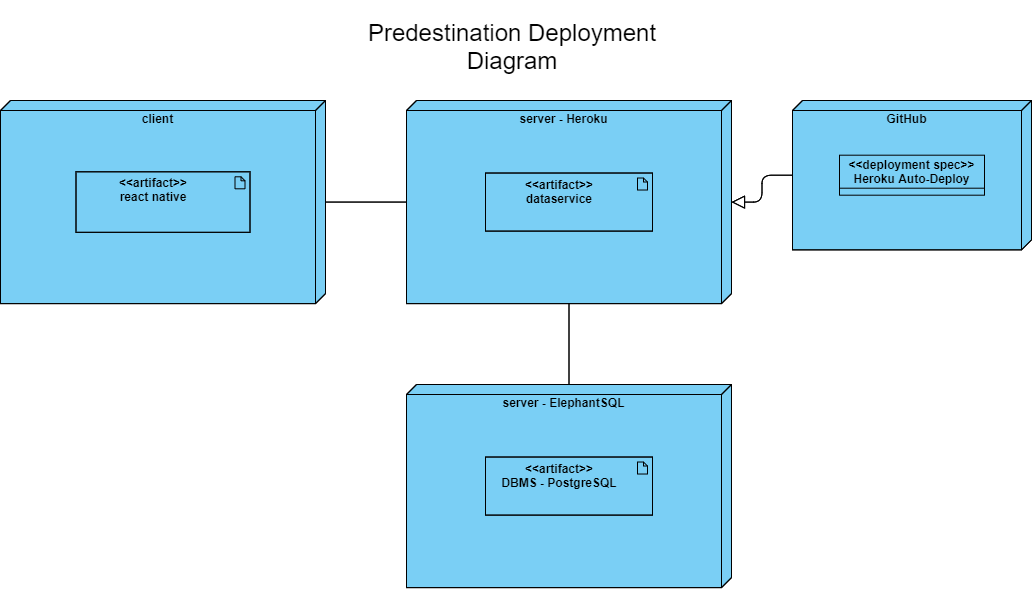 Predestination Deployment
Diagram
client
<<artifact>>
react native
server - Heroku
<<artifact>>
dataservice
GitHub
<<deployment spec>>
Heroku Auto-Deploy
server - ElephantSQL
<<artifact>>
DBMS - PostgreSQL